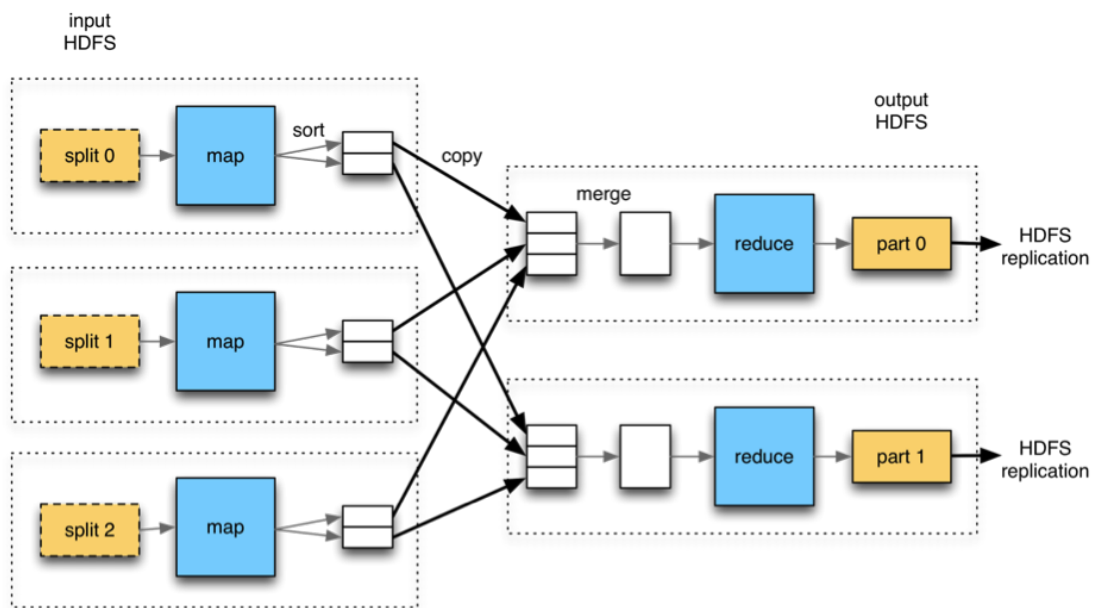 input
HDFS
split 0
map
sort
copy
split 1
map
split 2
map
output
HDFS
merge
reduce
part 0
HDFS
replication
reduce
part 1
HDFS
replication